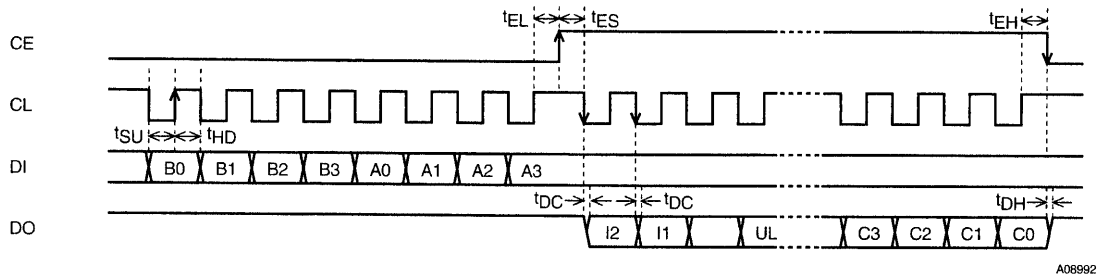 tEL tES tEH
CE
CL
tSU tHD
DI B0 B1 B2 B3 A0 A1 A2 A3
tDC tDC tDH
DO I2 I1 UL C3 C2 C1 C0
A08992